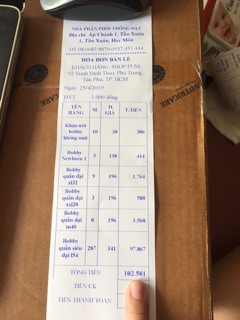 NHÀ PHÂN PHỐI THÔNG ĐẠT
Địa chỉ: Ấp Chánh 1, Tân Xuân
1, Tân Xuân, Hóc Môn
HÓA ĐƠN BÁN LẺ
KHÁCH HÀNG SHOP PUM
92 Trịnh Đình Thảo, Phú Trung,
Tân Phú, TP. HCM
Ngày: 25/4/2019
ĐVT 1.000 đồng
TÊN HÀNG Sl Đ.GIÁ T.TIỀN
Khăn ướt bobby không mùi 10 38 380
Bobby Newborn 1 3 138 414
Bobby quần đại xl32 9 196 1.764
Bobby quần đại xxl28 3 196 588
Bobby quần đại m40 8 196 1.568
Bobby quần siêu đại l54 287 341 97.867
TỔNG TIỀN 102.581
TIỀN CK
TIỀN THANH TOÁN